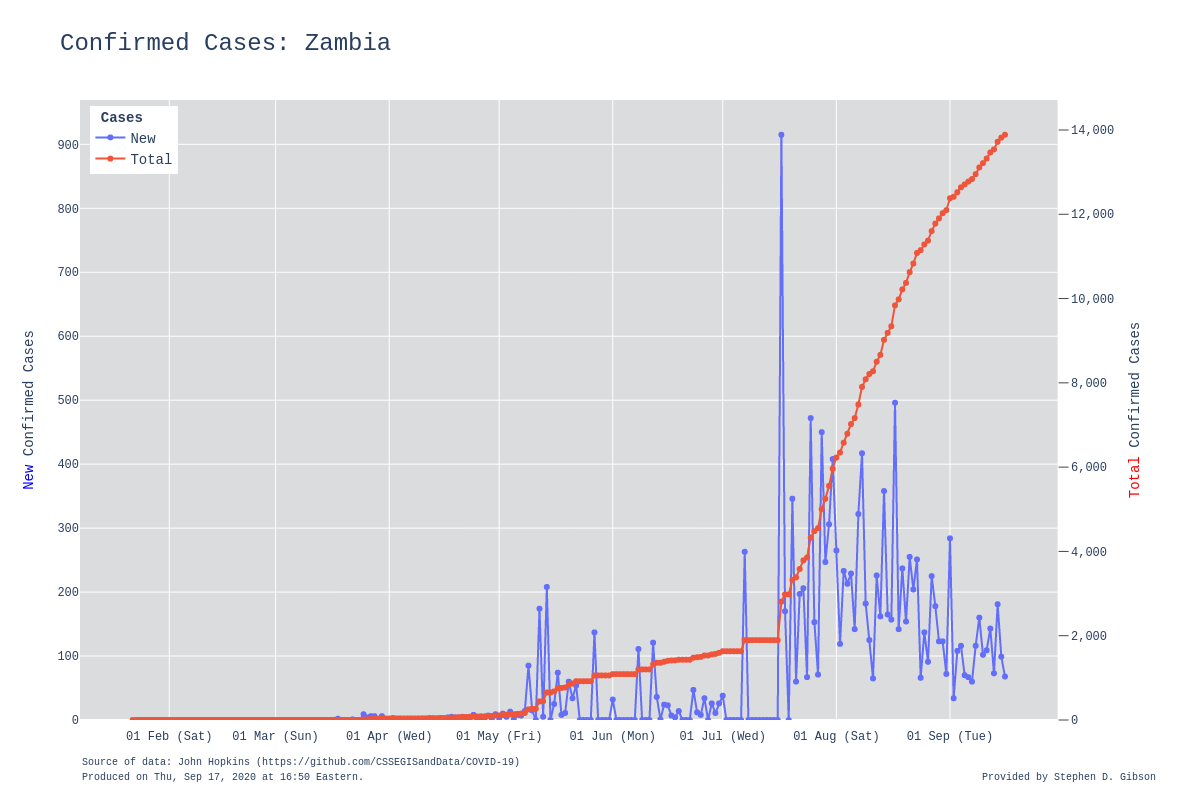 Confirmed Cases: Zambia
Cases
New
Total
900
800
700
600
500
400
300
200
100
0
New Confirmed Cases
14,000
12,000
10,000
8,000
6,000
4,000
2,000
0
Total Confirmed Cases
01 Feb (Sat) 01 Mar (Sun) 01 Apr (Wed) 01 May (Fri) 01 Jun (Mon) 01 Jul (Wed) 01 Aug (Sat) 01 Sep (Tue)
Source of data: John Hopkins (https://github.com/CSSEGISandData/COVID-19)
Produced on Thu, Sep 17, 2020 at 16:50 Eastern.
Provided by Stephen D. Gibson